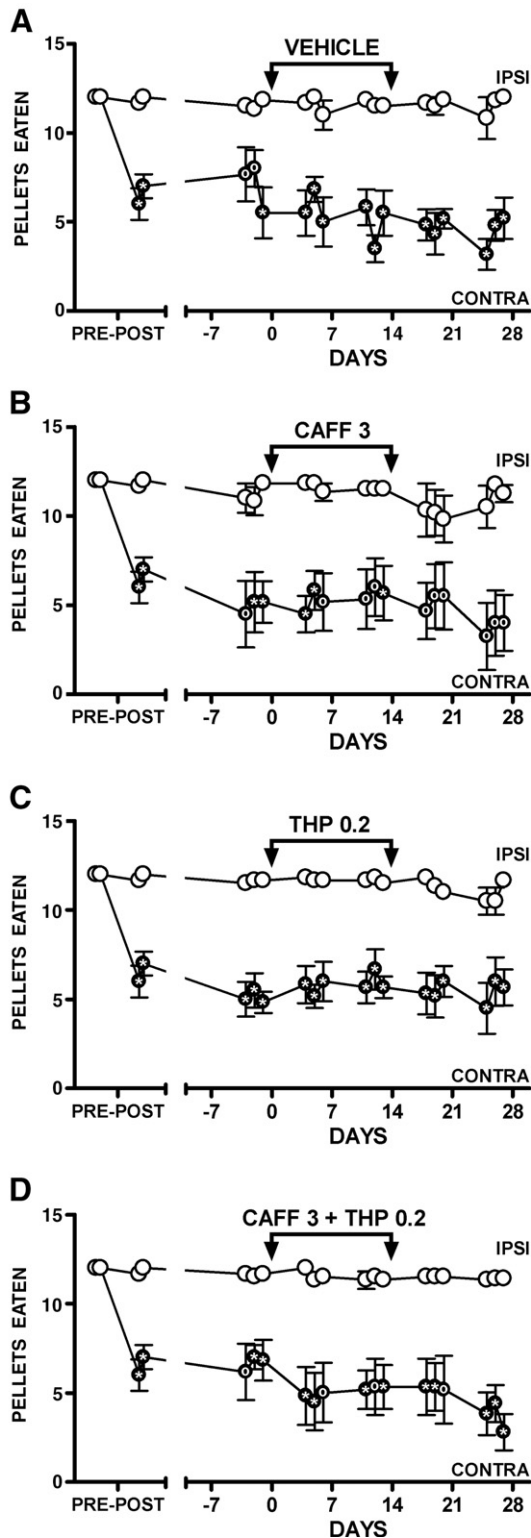 A
VEHICLE
15
IPSI
10
PELLETS EATEN
5
0
CONTRA
PRE-POST -7 0 7 14 21 28
DAYS
B
CAFF 3
15
IPSI
10
PELLETS EATEN
5
0
CONTRA
PRE-POST -7 0 7 14 21 28
DAYS
C
THP 0.2
15
IPSI
10
PELLETS EATEN
5
0
CONTRA
PRE-POST -7 0 7 14 21 28
DAYS
D
CAFF 3 + THP 0.2
15
IPSI
10
PELLETS EATEN
5
0
CONTRA
PRE-POST -7 0 7 14 21 28
DAYS